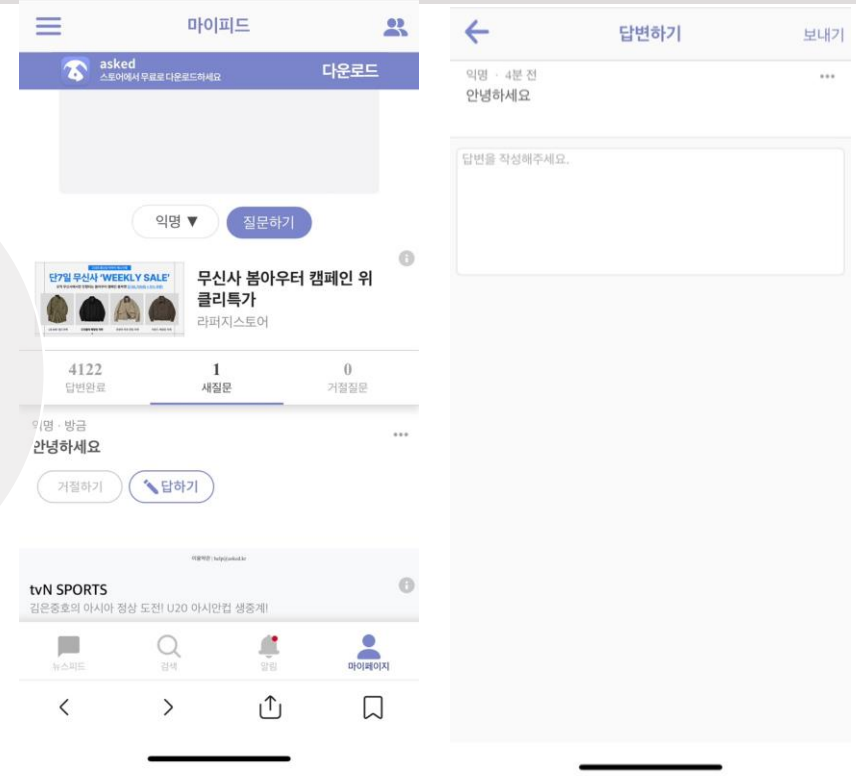 마이피드
asked
스토어에서 무료로 다운로드하세요
다운로드
익명 ▼
질문하기
단7일 무신사 'WEEKLY SALE'
무신사 봄아우터 캠페인 위
클리특가
라퍼지스토어
4122
답변완료
1
새질문
0
거절질문
익명 · 방금
안녕하세요
거절하기
답하기
help@asked.kr
tvN SPORTS
김은중호의 아시아 정상 도전! U20 아시안컵 생중계!
뉴스피드
검색
알림
마이페이지
답변하기
보내기
익명 · 4분 전
안녕하세요
답변을 작성해주세요.